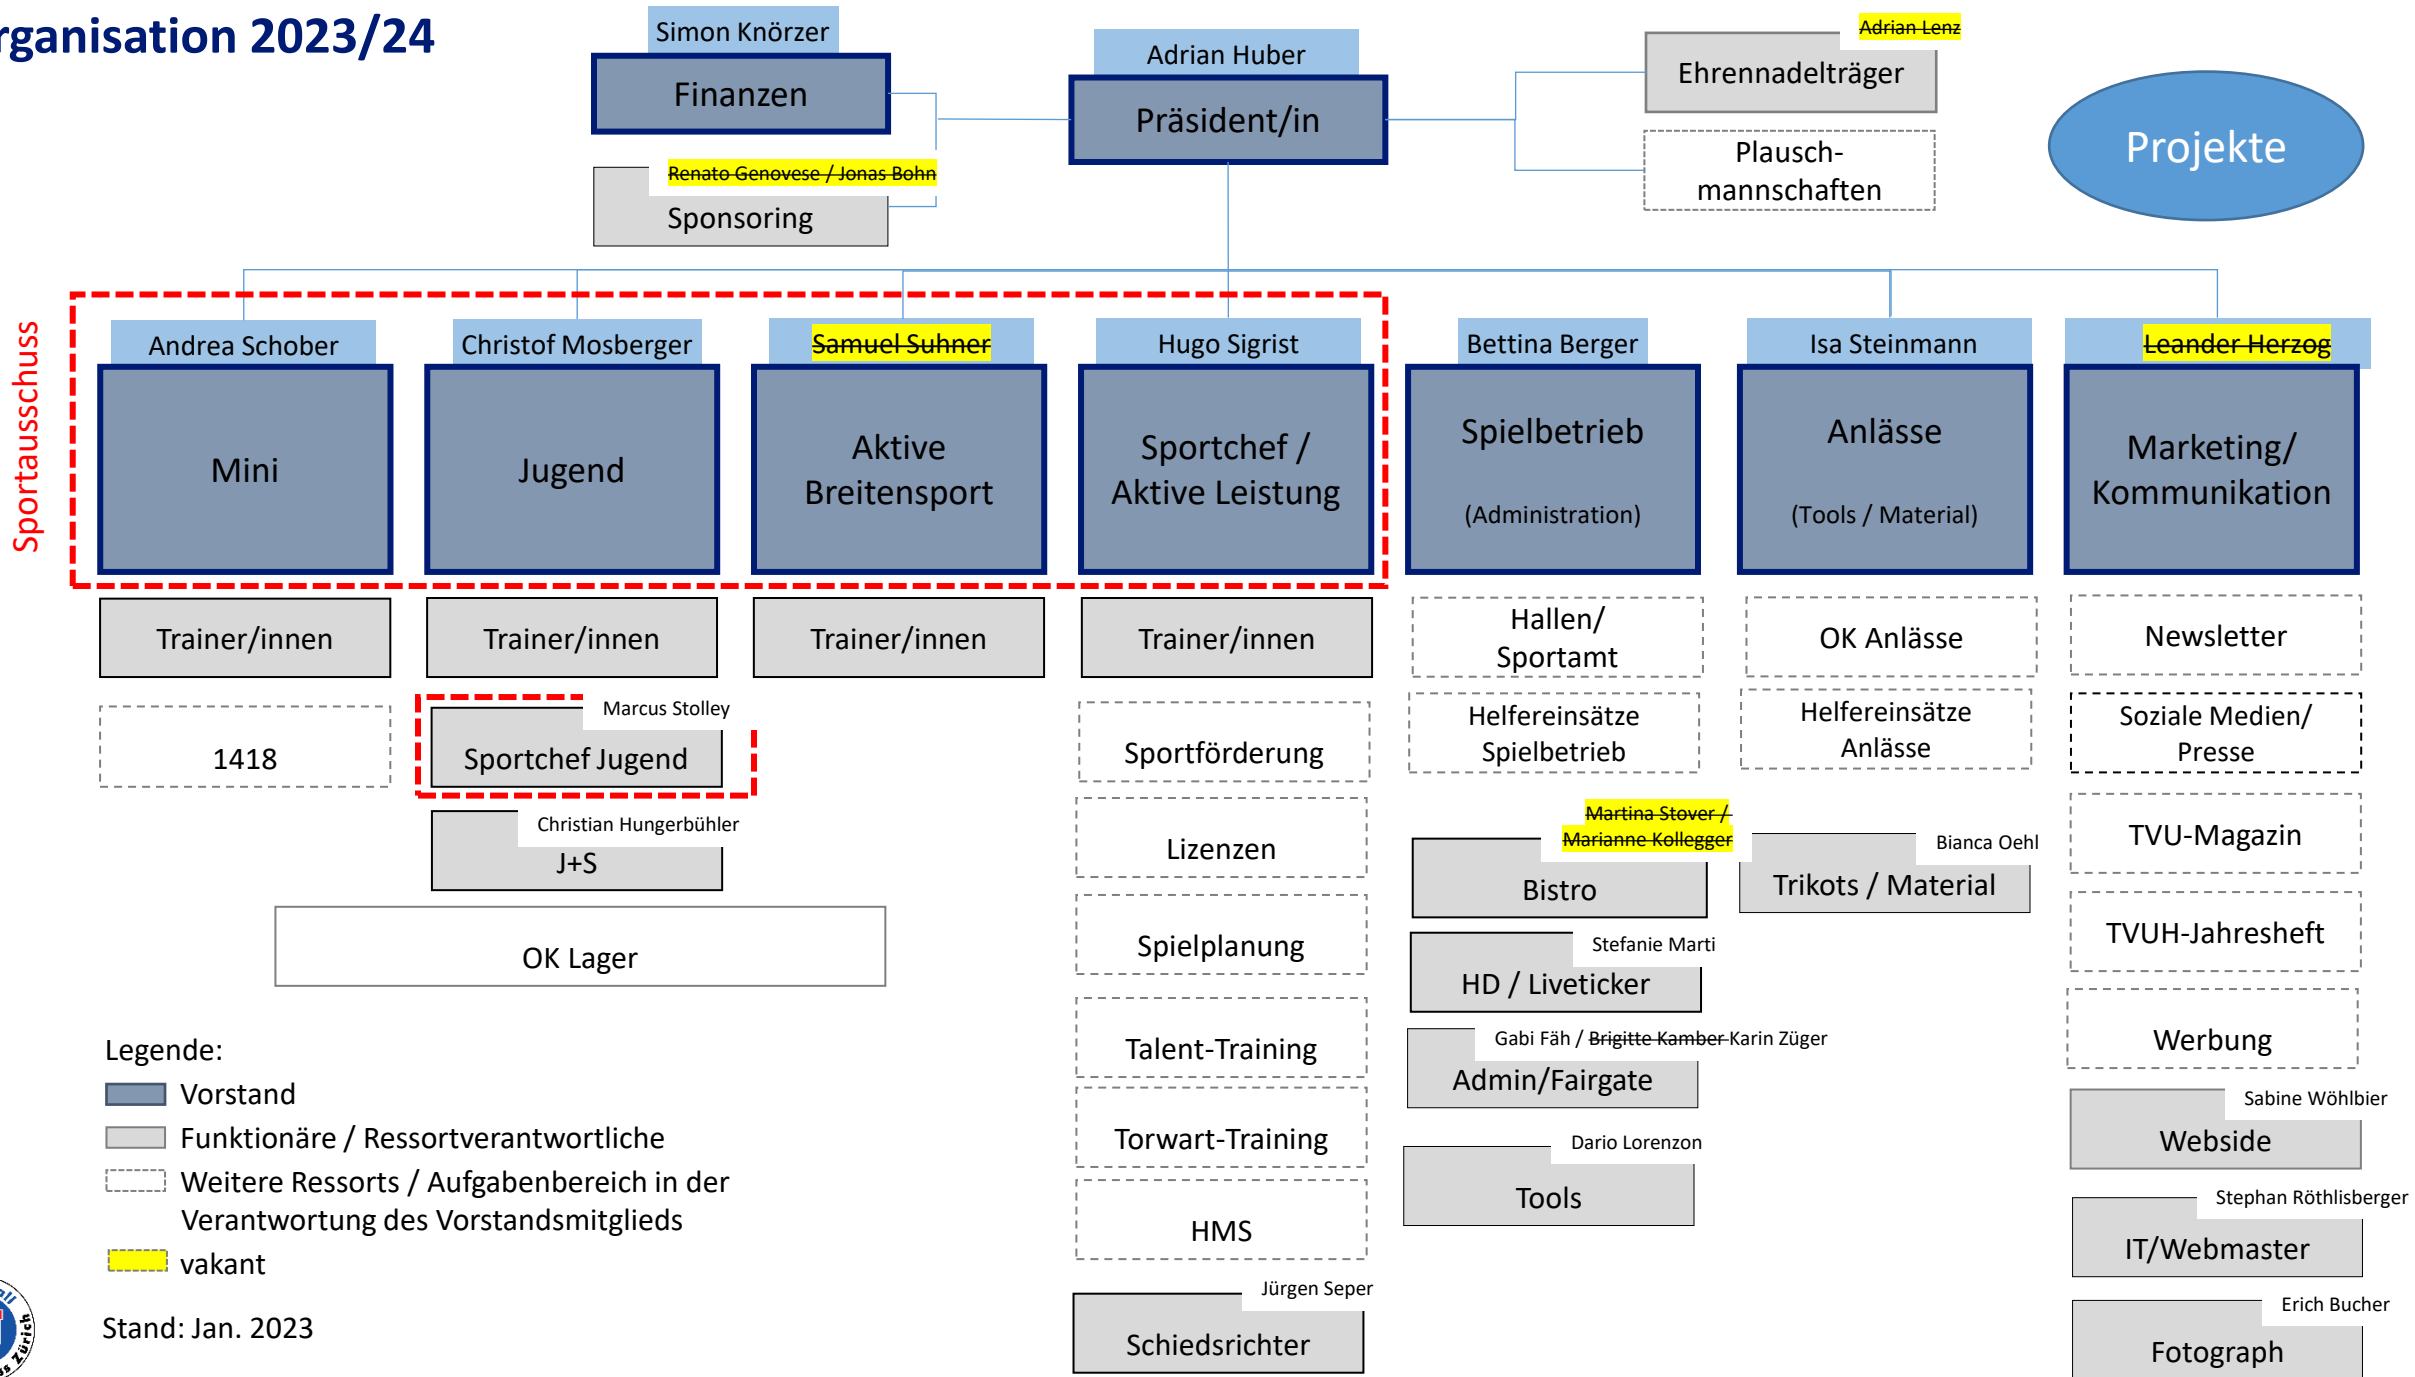 rganisation 2023/24
Simon Knörzer
Finanzen
Renato Genovese / Jonas Bohn
Sponsoring
Adrian Huber
Präsident/in
Adrian Lenz
Ehrennadelträger
Plausch-
mannschaften
Projekte
Sportausschuss
Andrea Schober
Mini
Christof Mosberger
Jugend
Samuel Suhner
Aktive
Breitensport
Hugo Sigrist
Sportchef /
Aktive Leistung
Bettina Berger
Spielbetrieb
(Administration)
Isa Steinmann
Anlässe
(Tools / Material)
Leander Herzog
Marketing/
Kommunikation
Trainer/innen
1418
Trainer/innen
Marcus Stolley
Sportchef Jugend
Christian Hungerbühler
J+S
OK Lager
Trainer/innen
Trainer/innen
Sportförderung
Lizenzen
Spielplanung
Talent-Training
Torwart-Training
HMS
Jürgen Seper
Schiedsrichter
Hallen/
Sportamt
Helfereinsätze
Spielbetrieb
Martina Stover /
Marianne Kollegger
Bistro
Stefanie Marti
HD / Liveticker
Gabi Fäh / Brigitte Kamber Karin Züger
Admin/Fairgate
Dario Lorenzon
Tools
OK Anlässe
Helfereinsätze
Anlässe
Bianca Oehl
Trikots / Material
Newsletter
Soziale Medien/
Presse
TVU-Magazin
TVUH-Jahresheft
Werbung
Sabine Wöhlbier
Webside
Stephan Röthlisberger
IT/Webmaster
Erich Bucher
Fotograph
Legende:
Vorstand
Funktionäre / Ressortverantwortliche
Weitere Ressorts / Aufgabenbereich in der
Verantwortung des Vorstandsmitglieds
vakant
Stand: Jan. 2023
Zürich